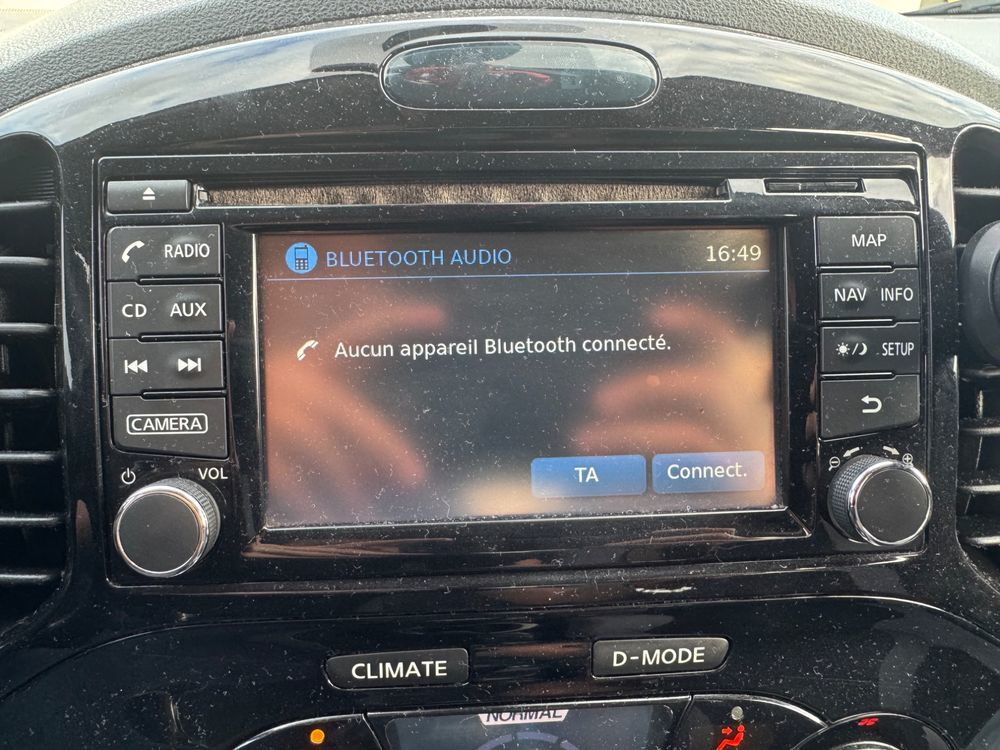 BLUETOOTH AUDIO 16:49
Aucun appareil Bluetooth connecté.
TA Connect.
RADIO
CD AUX
CAMERA
VOL
MAP
NAV INFO
SETUP
CLIMATE D-MODE
NORMAL